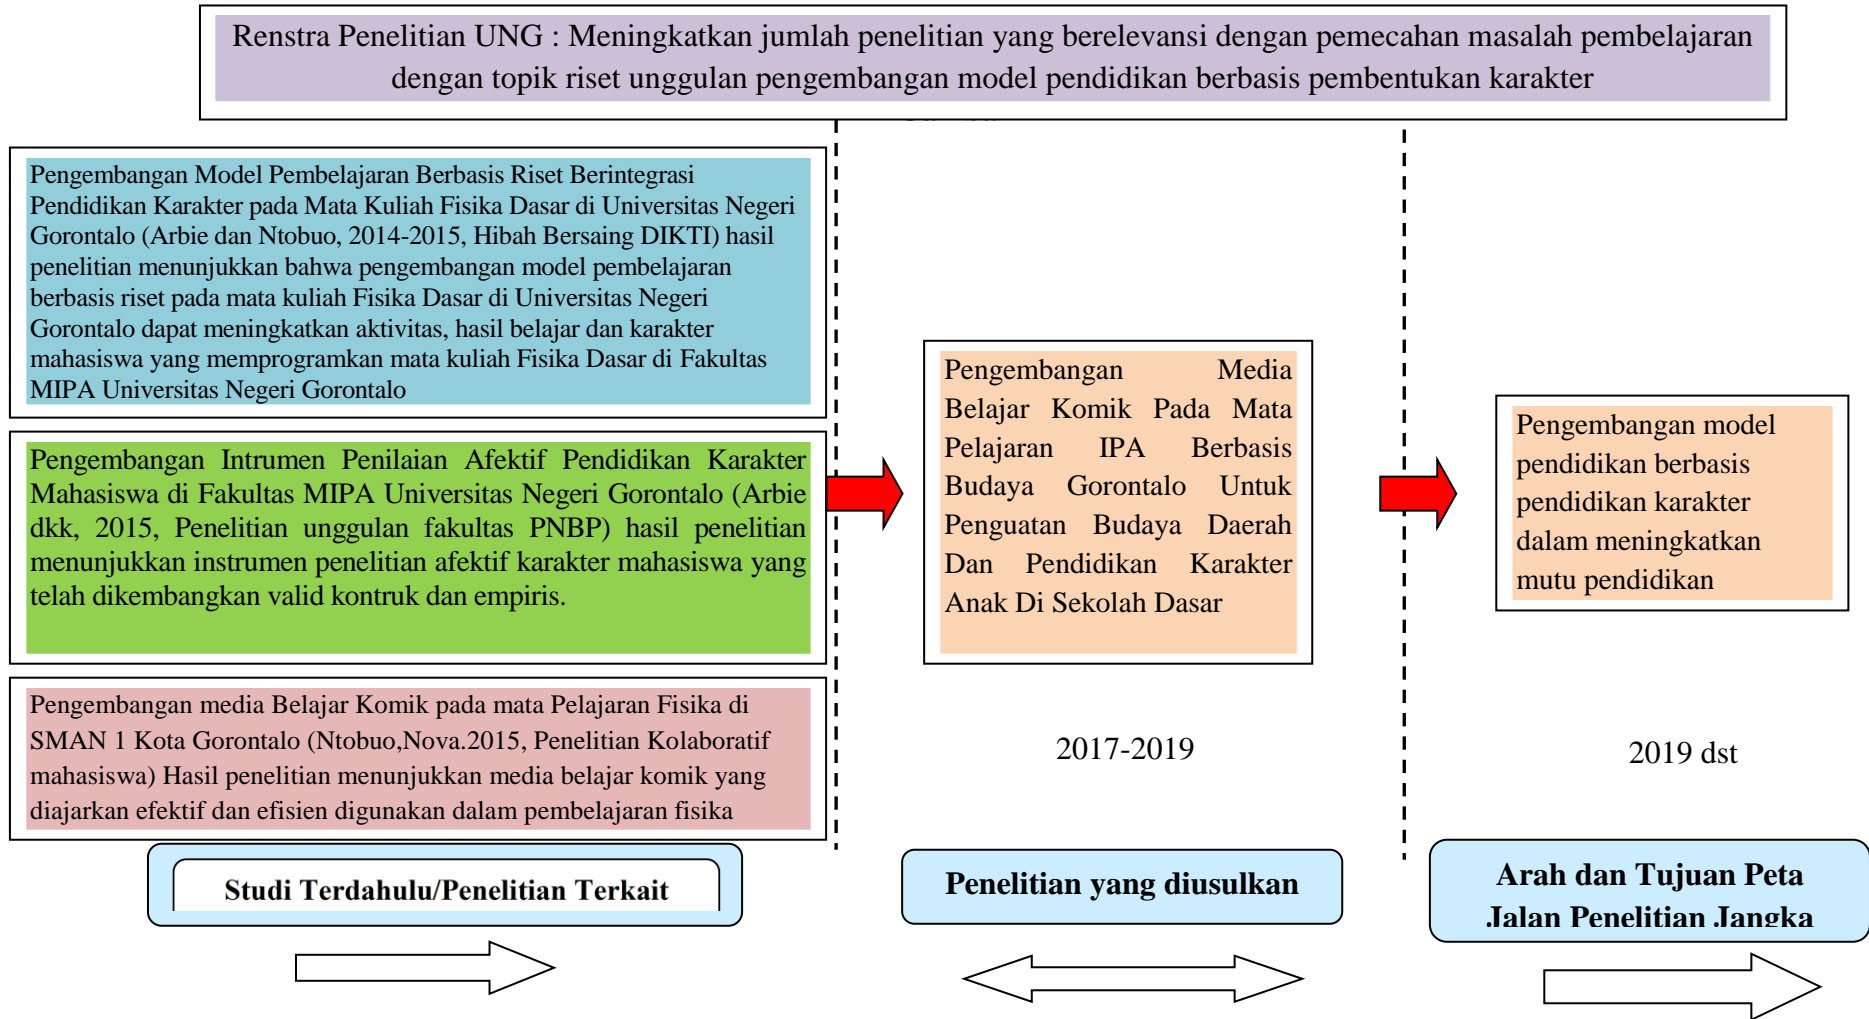 Renstra Penelitian UNG : Meningkatkan jumlah penelitian yang berelevansi dengan pemecahan masalah pembelajaran
dengan topik riset unggulan pengembangan model pendidikan berbasis pembentukan karakter
Pengembangan Model Pembelajaran Berbasis Riset Berintegrasi
Pendidikan Karakter pada Mata Kuliah Fisika Dasar di Universitas Negeri
Gorontalo (Arbie dan Ntobuo, 2014-2015, Hibah Bersaing DIKTI) hasil
penelitian menunjukkan bahwa pengembangan model pembelajaran
berbasis riset pada mata kuliah Fisika Dasar di Universitas Negeri
Gorontalo dapat meningkatkan aktivitas, hasil belajar dan karakter
mahasiswa yang memprogramkan mata kuliah Fisika Dasar di Fakultas
MIPA Universitas Negeri Gorontalo
Pengembangan Intrumen Penilaian Afektif Pendidikan Karakter
Mahasiswa di Fakultas MIPA Universitas Negeri Gorontalo (Arbie
dkk, 2015, Penelitian unggulan fakultas PNBP) hasil penelitian
menunjukkan instrumen penelitian afektif karakter mahasiswa yang
telah dikembangkan valid kontruk dan empiris.
Pengembangan media Belajar Komik pada mata Pelajaran Fisika di
SMAN 1 Kota Gorontalo (Ntobuo,Nova.2015, Penelitian Kolaboratif
mahasiswa) Hasil penelitian menunjukkan media belajar komik yang
diajarkan efektif dan efisien digunakan dalam pembelajaran fisika
Studi Terdahulu/Penelitian Terkait
Pengembangan Media
Belajar Komik Pada Mata
Pelajaran IPA Berbasis
Budaya Gorontalo Untuk
Penguatan Budaya Daerah
Dan Pendidikan Karakter
Anak Di Sekolah Dasar
2017-2019
Penelitian yang diusulkan
Pengembangan model
pendidikan berbasis
pendidikan karakter
dalam meningkatkan
mutu pendidikan
2019 dst
Arah dan Tujuan Peta
Jalan Penelitian Jangka